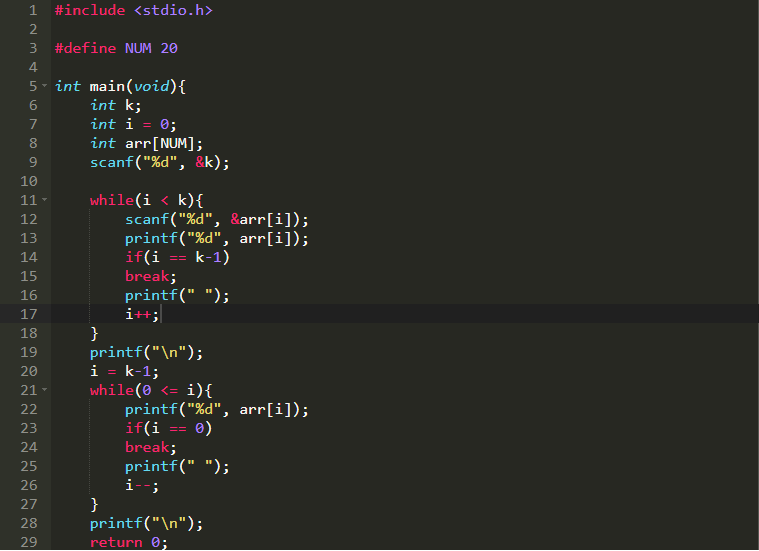 1 #include <stdio.h>
2
3 #define NUM 20
4
5 int main(void){
6     int k;
7     int i = 0;
8     int arr[NUM];
9     scanf("%d", &k);
10
11     while(i < k){
12         scanf("%d", &arr[i]);
13         printf("%d", arr[i]);
14         if(i == k-1)
15         break;
16         printf(" ");
17         i++;
18     }
19     printf("\n");
20     i = k-1;
21     while(0 <= i){
22         printf("%d", arr[i]);
23         if(i == 0)
24         break;
25         printf(" ");
26         i--;
27     }
28     printf("\n");
29     return 0;